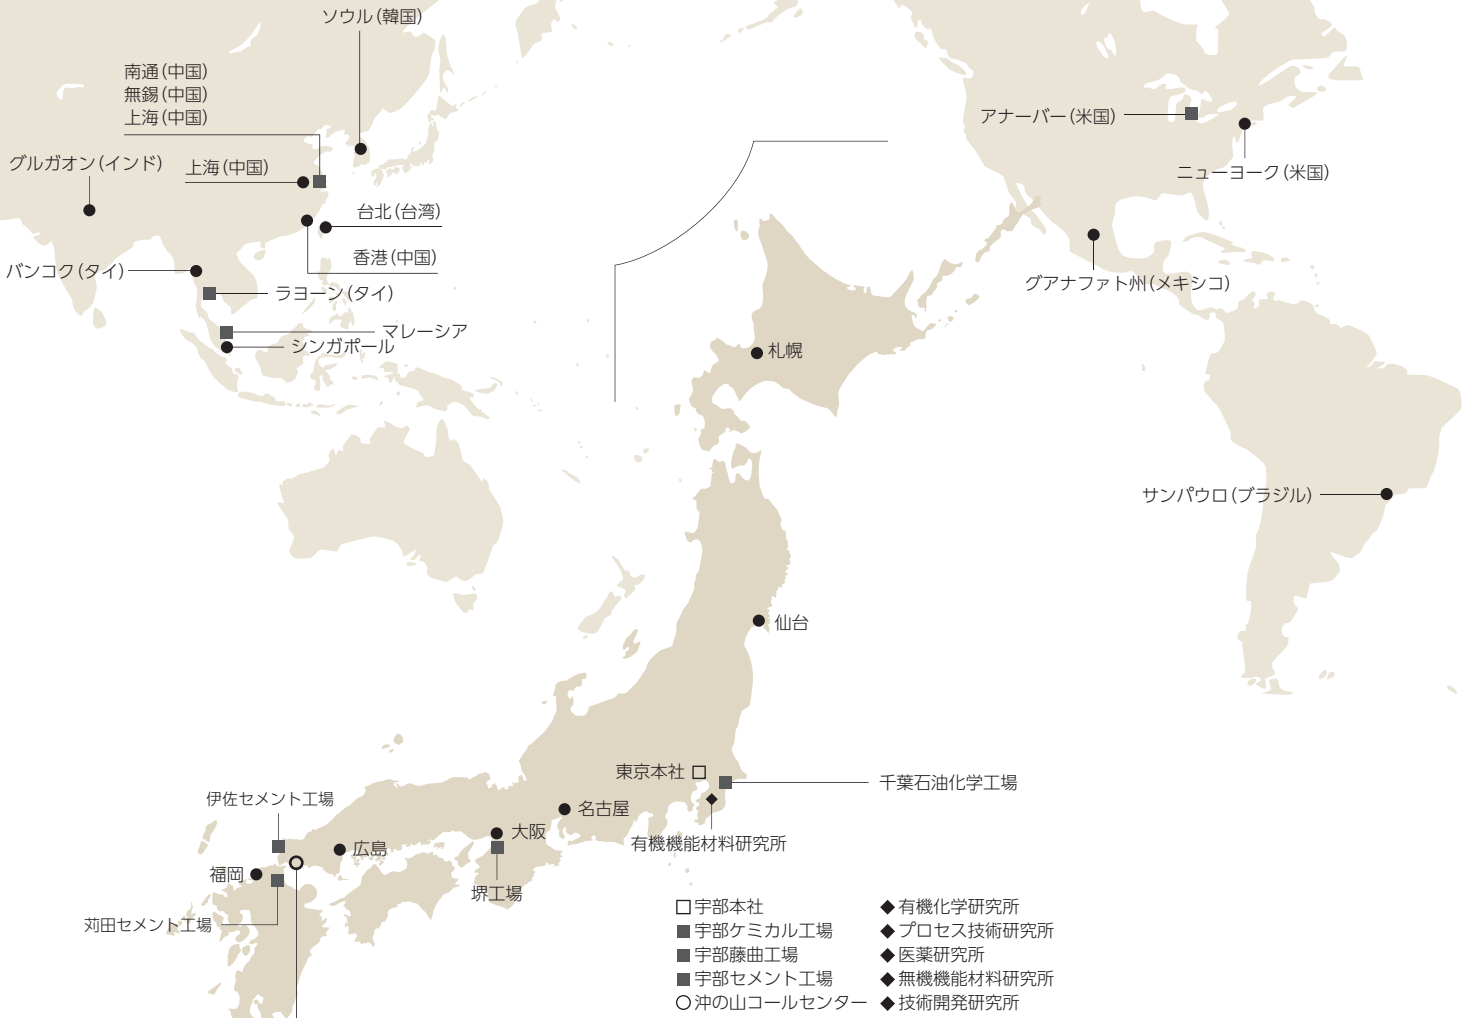 ソウル(韓国)
南通(中国)
無錫(中国)
上海(中国)
グルガオン(インド)
上海(中国)
台北(台湾)
香港(中国)
バンコク(タイ)
ラヨーン(タイ)
マレーシア
シンガポール
アナーバー(米国)
ニューヨーク(米国)
グアナファト州(メキシコ)
サンパウロ(ブラジル)
札幌
仙台
東京本社
千葉石油化学工場
名古屋
有機機能材料研究所
大阪
堺工場
伊佐セメント工場
広島
福岡
苅田セメント工場
宇部本社
宇部ケミカル工場
宇部藤曲工場
宇部セメント工場
沖の山コールセンター
有機化学研究所
プロセス技術研究所
医薬研究所
無機機能材料研究所
技術開発研究所